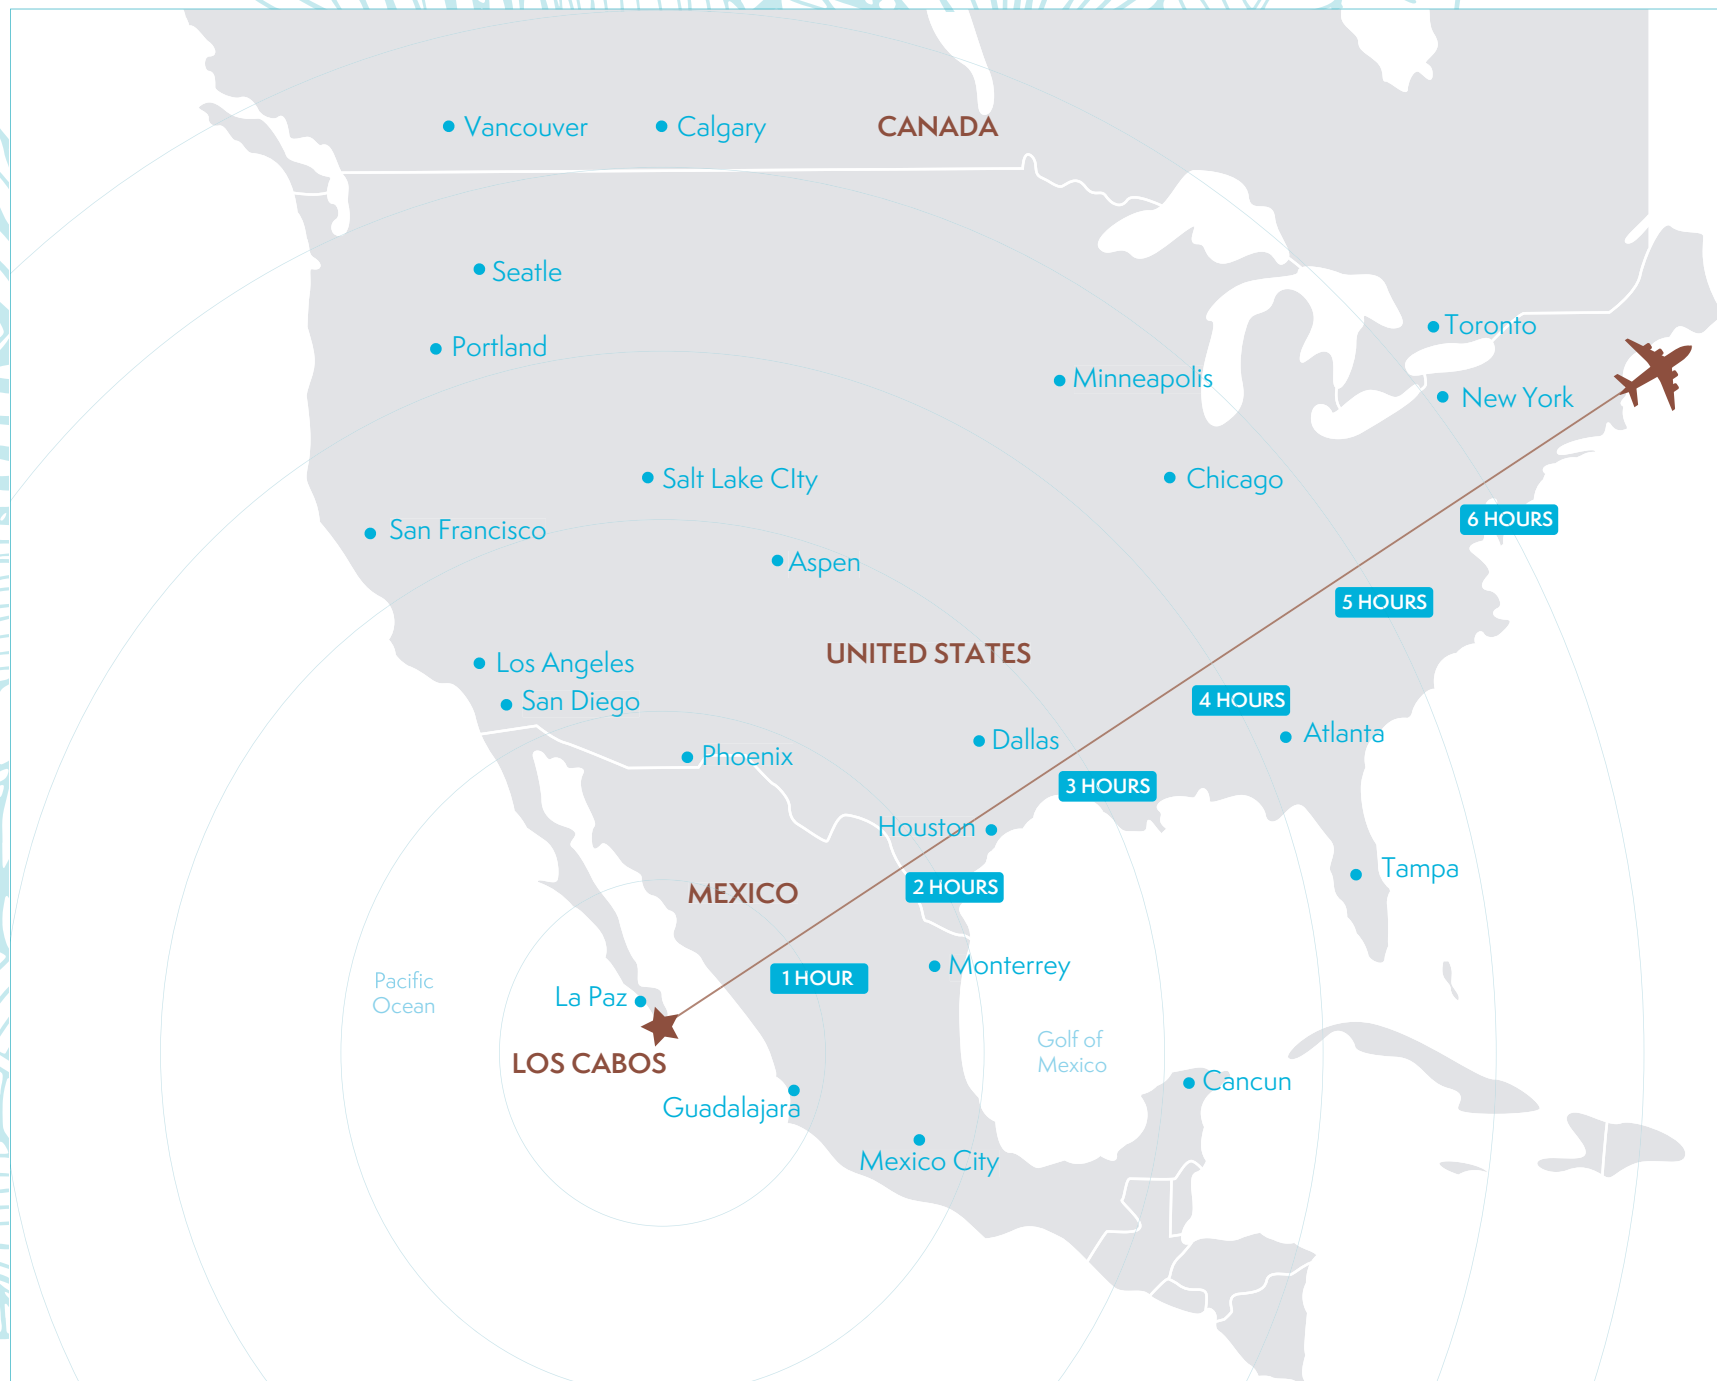 Vancouver
Calgary
CANADA
Seatle
Portland
Toronto
Minneapolis
New York
Salt Lake CIty
Chicago
San Francisco
6 HOURS
Aspen
5 HOURS
UNITED STATES
Los Angeles
San Diego
4 HOURS
Phoenix
Dallas
Atlanta
3 HOURS
Houston
Tampa
2 HOURS
MEXICO
Monterrey
1 HOUR
Pacific
Ocean
La Paz
LOS CABOS
Golf of
Mexico
Cancun
Guadalajara
Mexico City